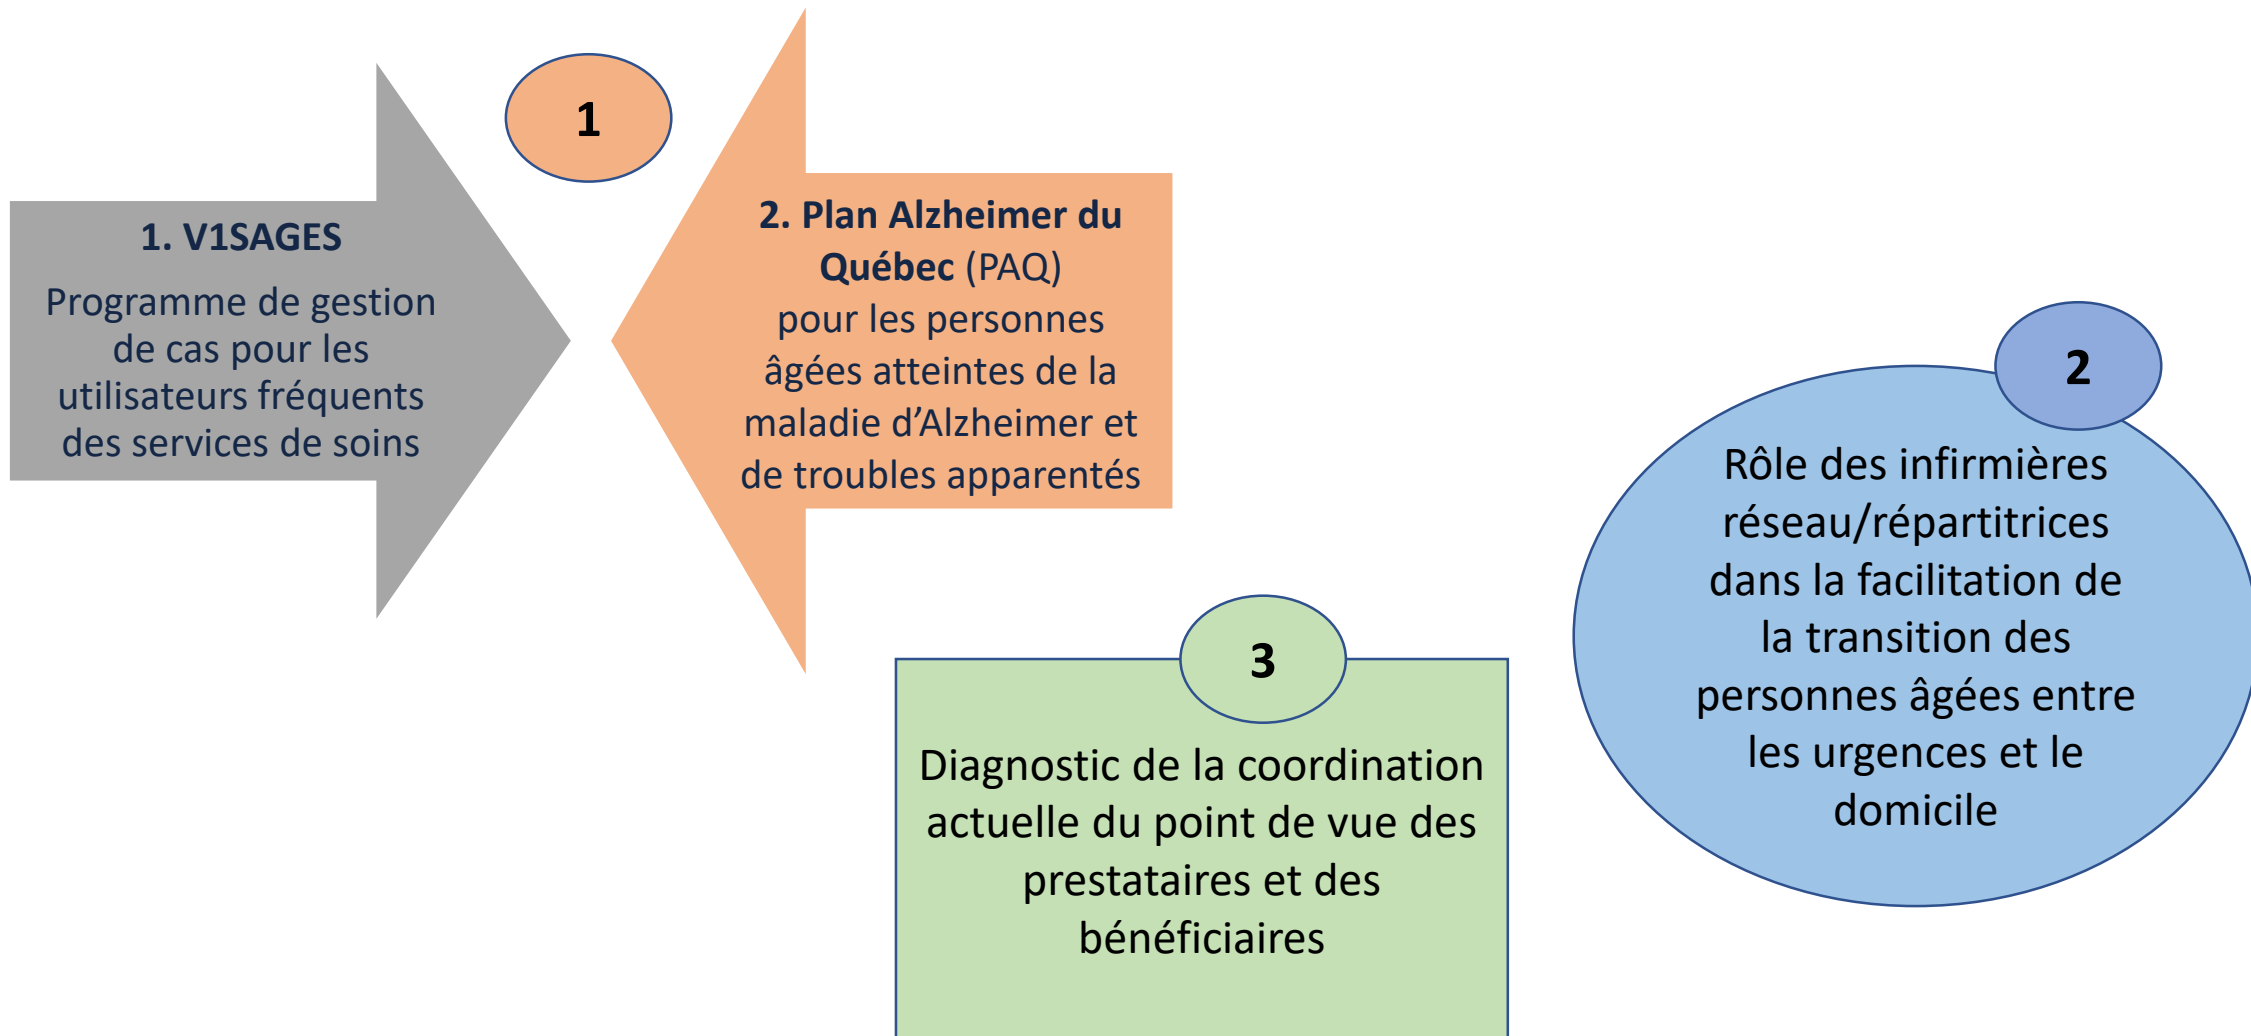 1
1. V1SAGES
Programme de gestion
de cas pour les
utilisateurs fréquents
des services de soins
2. Plan Alzheimer du
Québec (PAQ)
pour les personnes
âgées atteintes de la
maladie d’Alzheimer et
de troubles apparentés
2
Rôle des infirmières
réseau/répartitrices
dans la facilitation de
la transition des
personnes âgées entre
les urgences et le
domicile
3
Diagnostic de la coordination
actuelle du point de vue des
prestataires et des
bénéficiaires